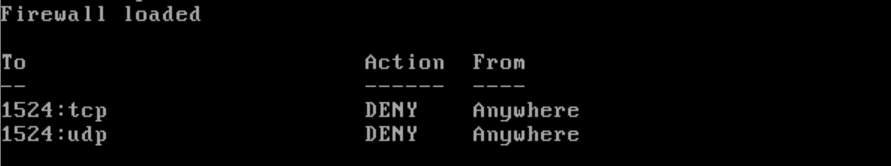 Firewall loaded
To Action From
-- ------ ----
1524:tcp DENY Anywhere
1524:udp DENY Anywhere